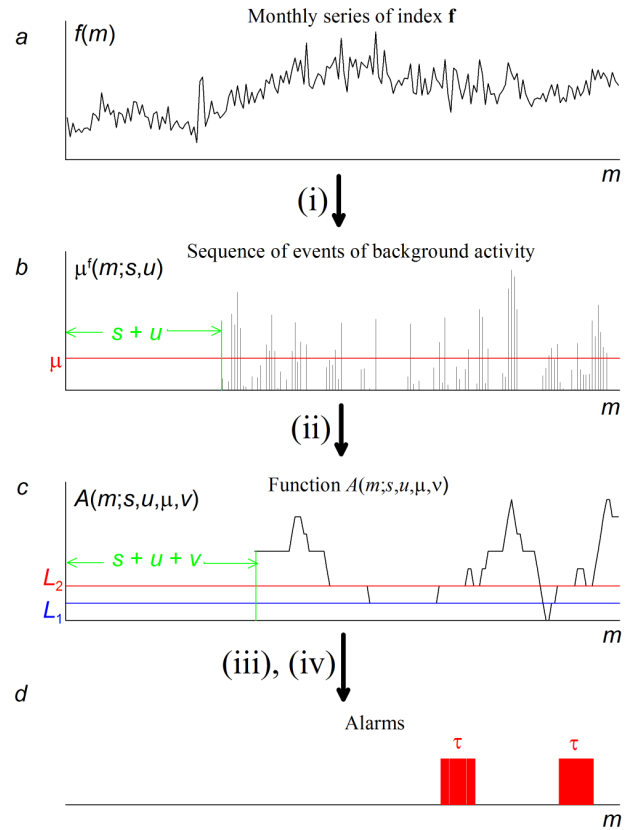 Monthly series of index f
a
f(m)
m
(i)
Sequence of events of background activity
b
μᶠ(m;s,u)
s + u
μ
m
(ii)
c
Function A(m;s,u,μ,ν)
A(m;s,u,μ,v)
s + u + v
L₂
L₁
m
(iii), (iv)
d
Alarms
τ τ
m